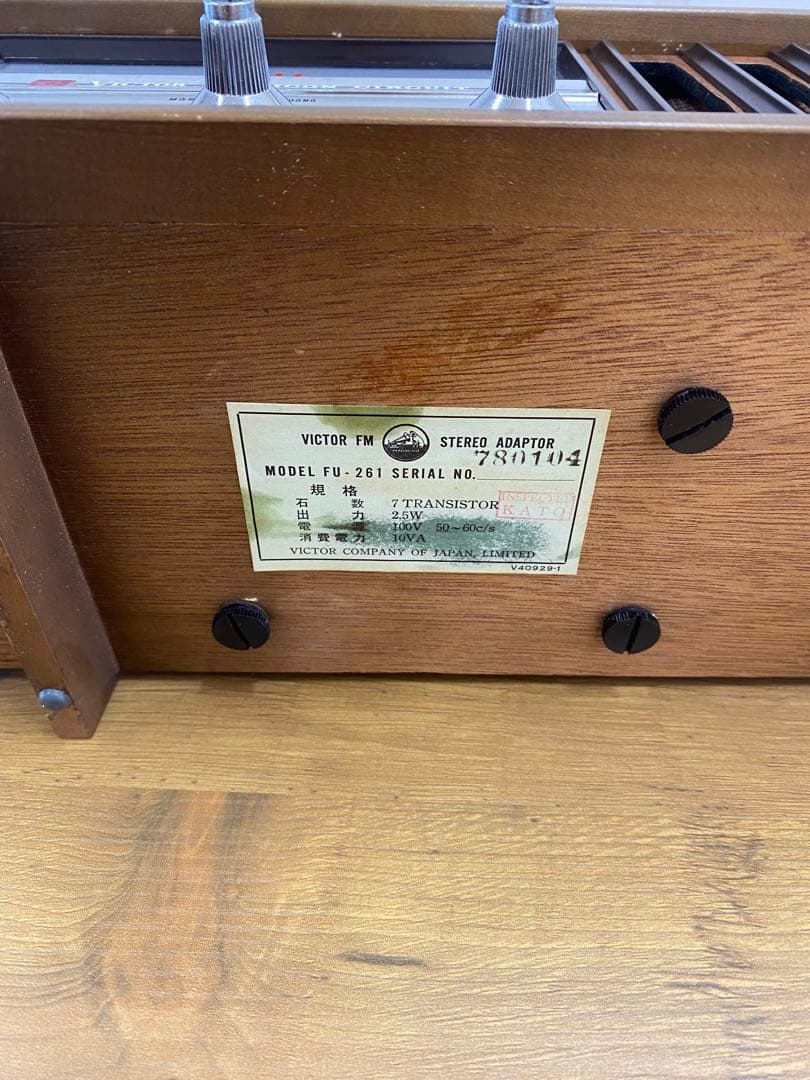 VICTOR
VICTOR FM STEREO ADAPTOR
MODEL FU-261 SERIAL NO. 780104
規格
石数 7 TRANSISTOR
出力 2.5W
電源 100V 50~60c/s
消費電力 10VA
INSPECTED
KATO
VICTOR COMPANY OF JAPAN, LIMITED
V40929-1